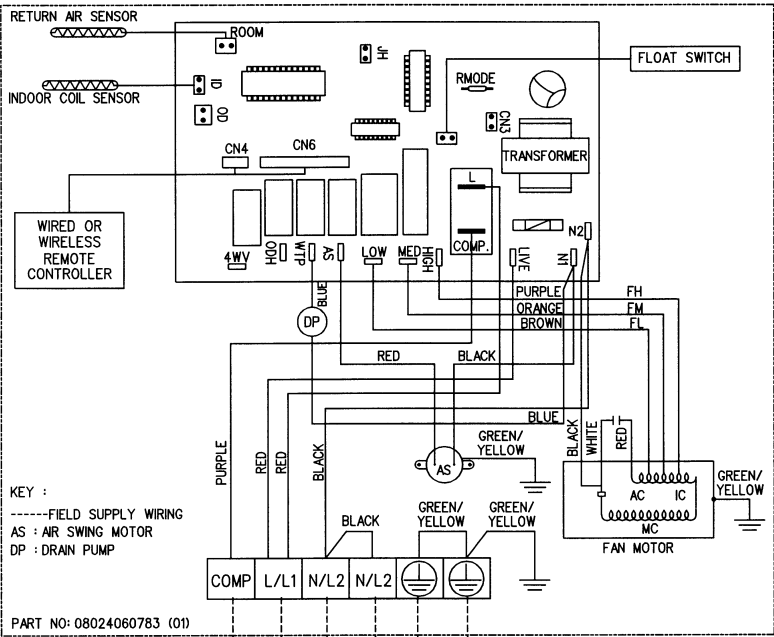 RETURN AIR SENSOR
ROOM
JH
FLOAT SWITCH
RMODE
ID
INDOOR COIL SENSOR
OD
CN3
CN4
CN6
TRANSFORMER
L
WIRED OR
WIRELESS
REMOTE
CONTROLLER
4WV
ODH
WTP
AS
LOW
MED
HIGH
COMP.
LIVE
N1
N2
BLUE
DP
PURPLE
FH
ORANGE
FM
BROWN
FL
RED
BLACK
BLUE
PURPLE
RED
RED
BLACK
BLACK
WHITE
RED
GREEN/
YELLOW
AS
AC
IC
MC
FAN MOTOR
GREEN/
YELLOW
KEY :
------FIELD SUPPLY WIRING
AS : AIR SWING MOTOR
DP : DRAIN PUMP
BLACK
GREEN/
YELLOW
GREEN/
YELLOW
COMP
L/L1
N/L2
N/L2
PART NO: 08024060783 (01)